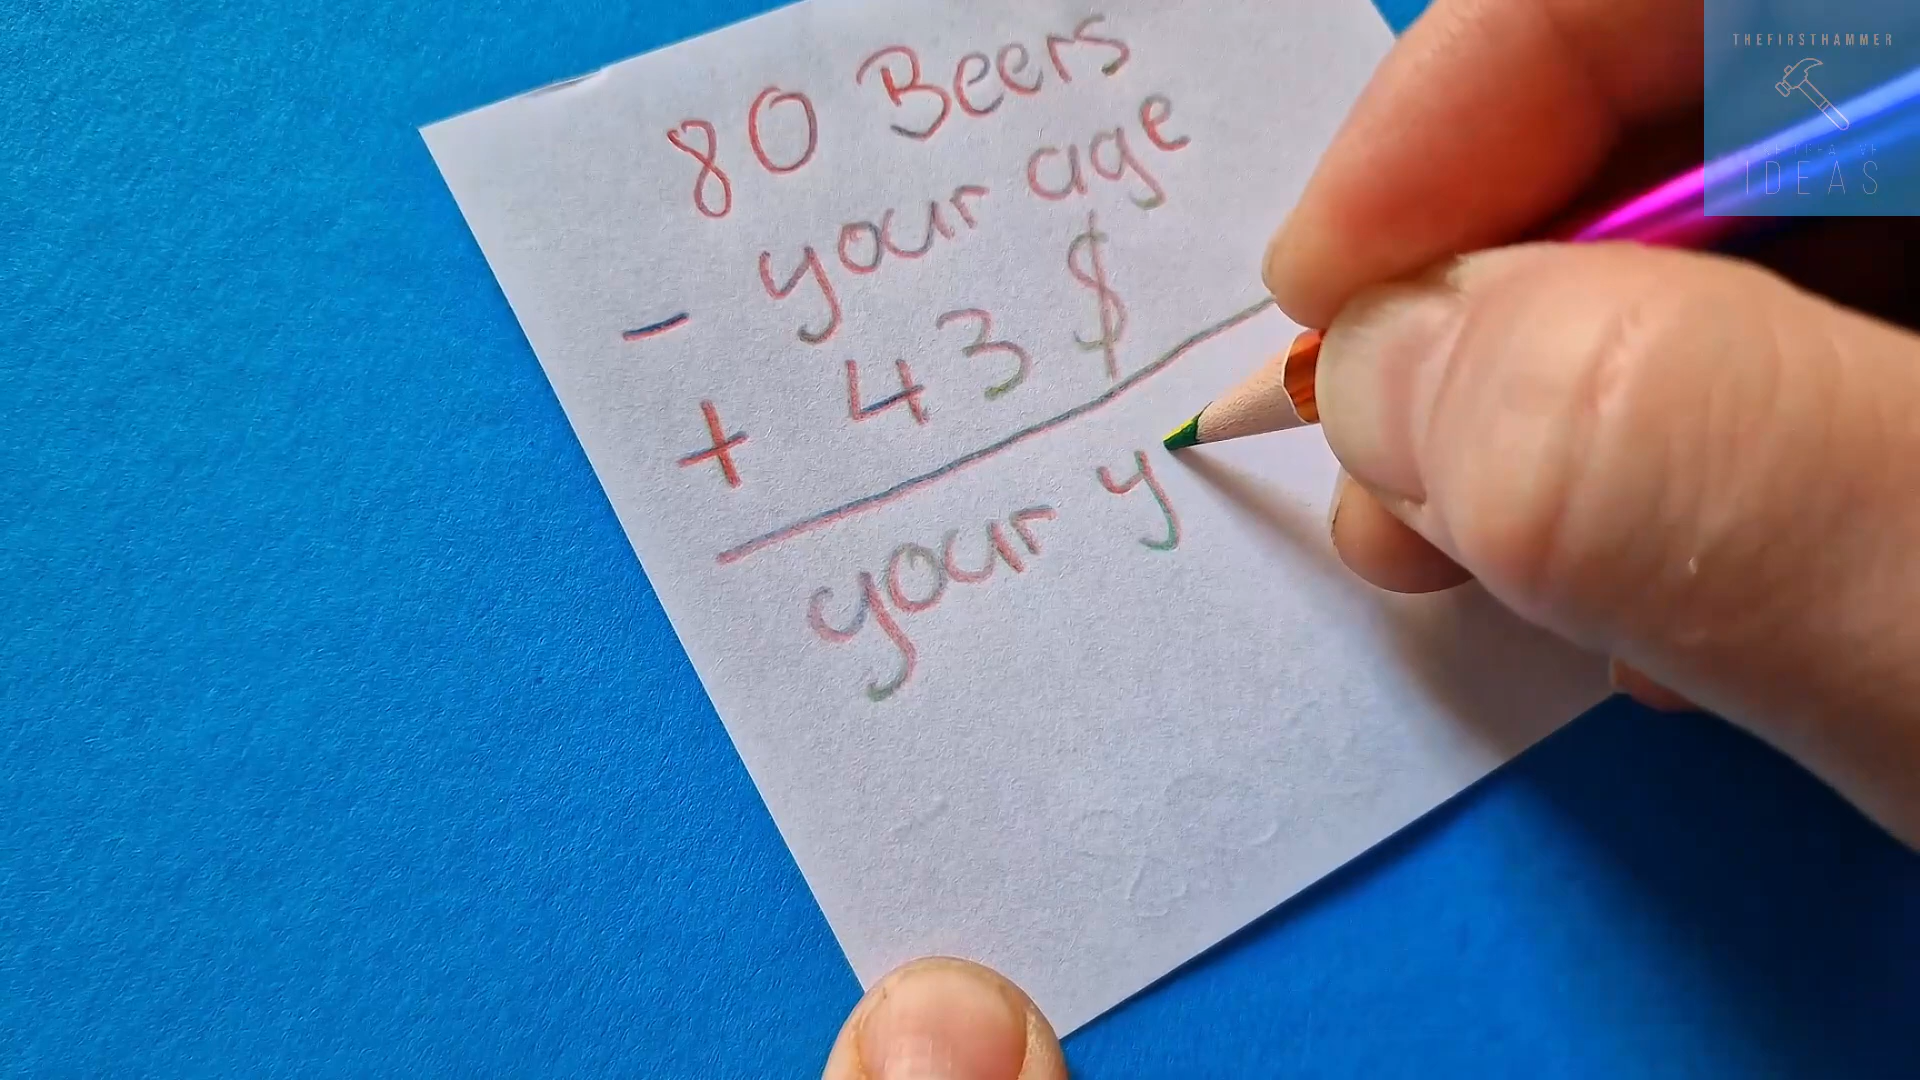 THEFIRSTHAMMER
IDEAS
80 Beers
- your age
+ 43 $
your y